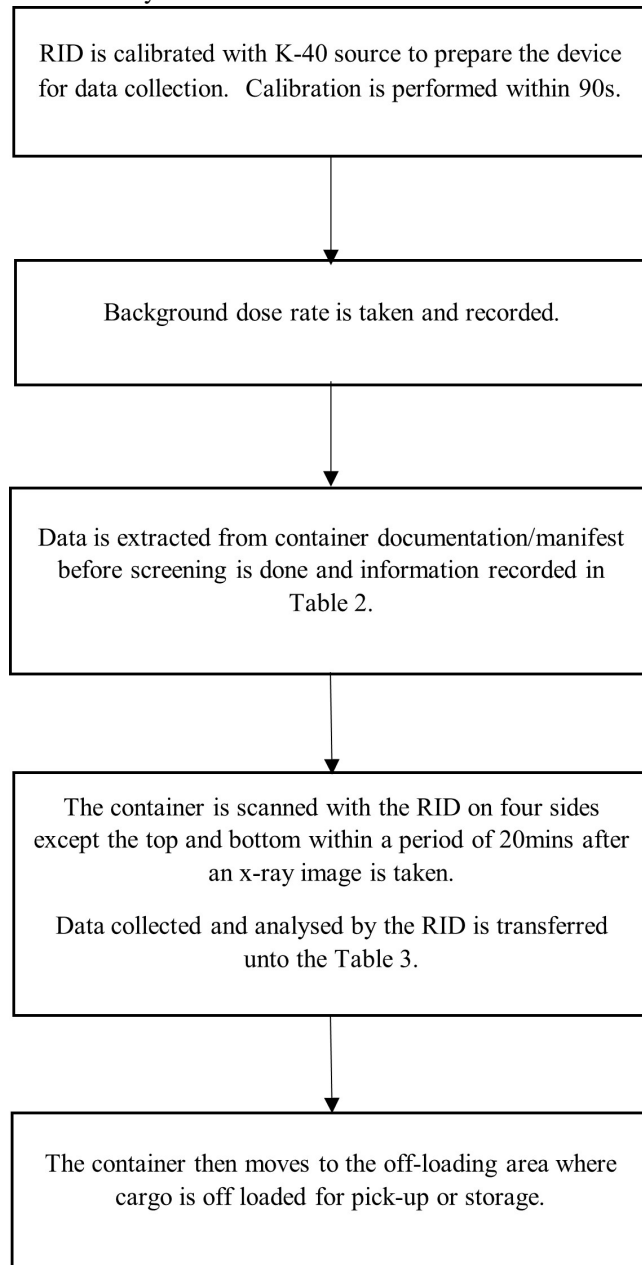 RID is calibrated with K-40 source to prepare the device
for data collection. Calibration is performed within 90s.
Background dose rate is taken and recorded.
Data is extracted from container documentation/manifest
before screening is done and information recorded in
Table 2.
The container is scanned with the RID on four sides
except the top and bottom within a period of 20mins after
an x-ray image is taken.
Data collected and analysed by the RID is transferred
unto the Table 3.
The container then moves to the off-loading area where
cargo is off loaded for pick-up or storage.